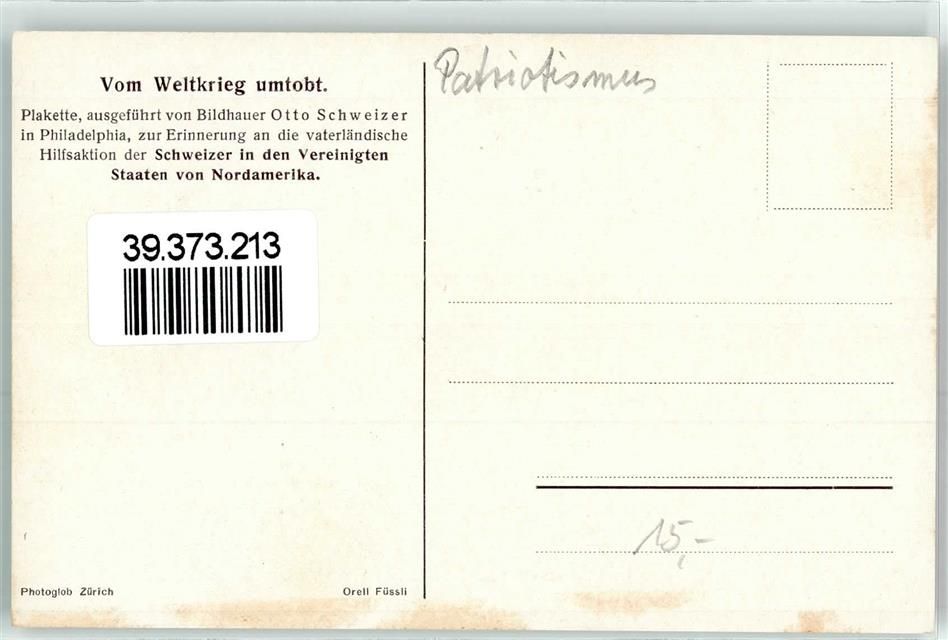 Vom Weltkrieg umtobt.
Plakette, ausgeführt von Bildhauer Otto Schweizer
in Philadelphia, zur Erinnerung an die vaterländische
Hilfsaktion der Schweizer in den Vereinigten
Staaten von Nordamerika.
39.373.213
Photoglob Zürich
Orell Füssli
Patriotismus
15,-